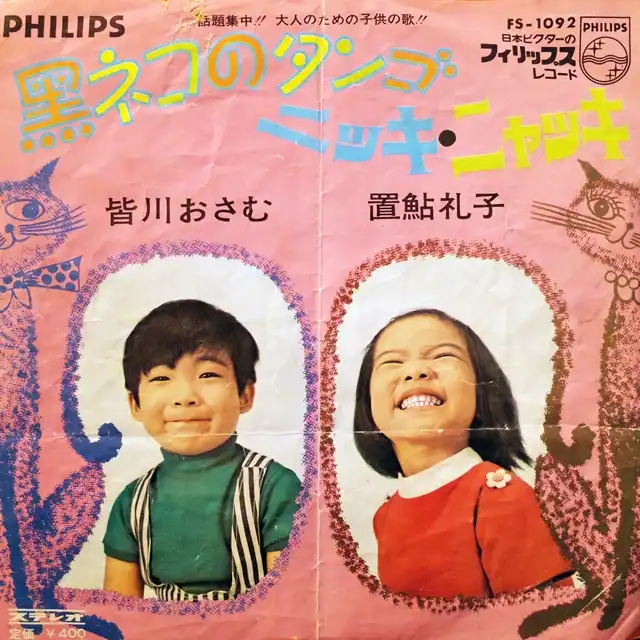 PHILIPS
話題集中!! 大人のための子供の歌!!
FS-1092
日本ビクターの
フィリップス
レコード
PHILIPS
黒ネコのタンゴ
ニッキ・ニャッキ
皆川おさむ
置鮎礼子
ステレオ
定価 ¥400